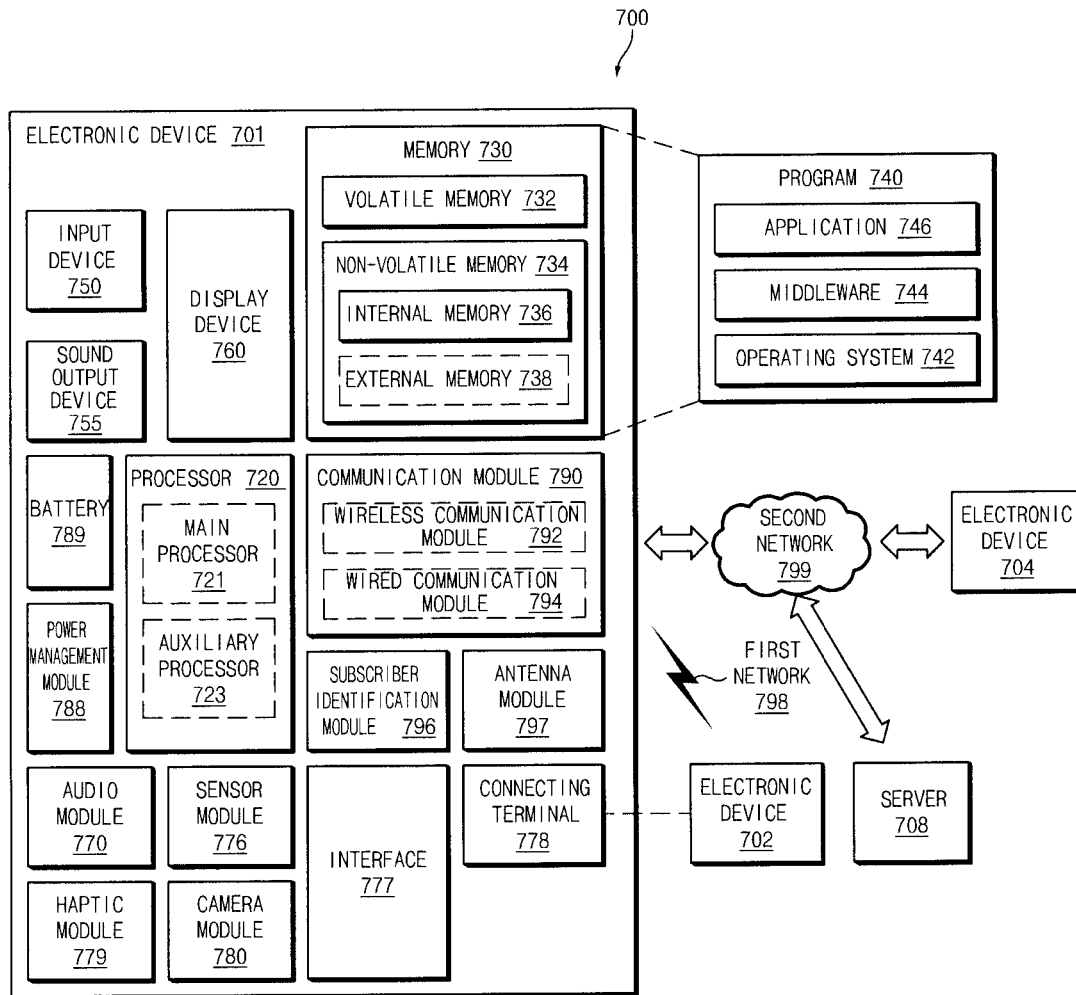 700
ELECTRONIC DEVICE 701
INPUT
DEVICE
750
SOUND
OUTPUT
DEVICE
755
DISPLAY
DEVICE
760
MEMORY 730
VOLATILE MEMORY 732
NON-VOLATILE MEMORY 734
INTERNAL MEMORY 736
EXTERNAL MEMORY 738
PROGRAM 740
APPLICATION 746
MIDDLEWARE 744
OPERATING SYSTEM 742
BATTERY
789
POWER
MANAGEMENT
MODULE
788
PROCESSOR 720
MAIN
PROCESSOR
721
AUXILIARY
PROCESSOR
723
COMMUNICATION MODULE 790
WIRELESS COMMUNICATION
MODULE 792
WIRED COMMUNICATION
MODULE 794
SUBSCRIBER
IDENTIFICATION
MODULE 796
ANTENNA
MODULE
797
SECOND
NETWORK
799
ELECTRONIC
DEVICE
704
FIRST
NETWORK
798
AUDIO
MODULE
770
SENSOR
MODULE
776
INTERFACE
777
CONNECTING
TERMINAL
778
ELECTRONIC
DEVICE
702
SERVER
708
HAPTIC
MODULE
779
CAMERA
MODULE
780